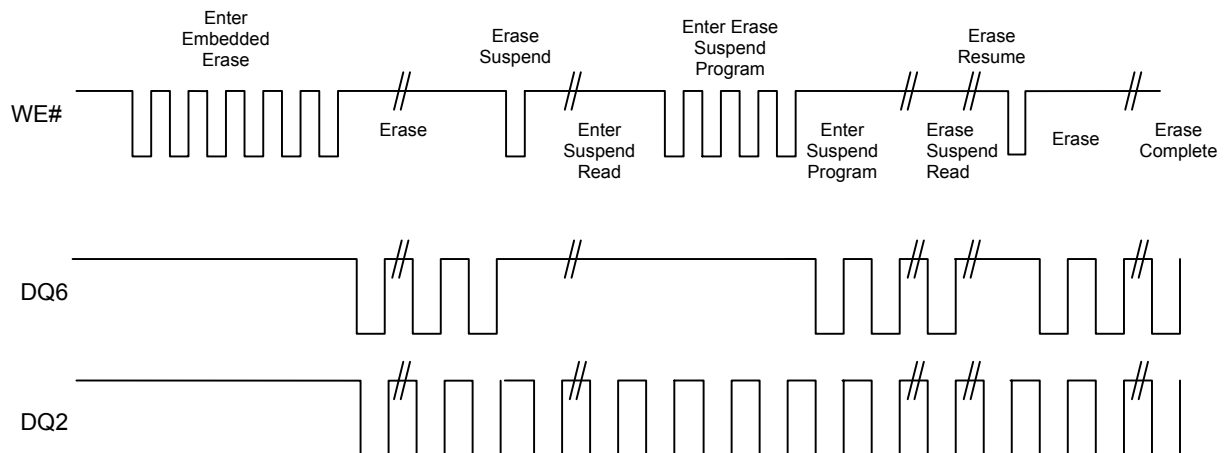 Enter
Embedded
Erase
Erase
Suspend
Enter Erase
Suspend
Program
Erase
Resume
WE#
Erase
Enter
Suspend
Read
Enter
Suspend
Program
Erase
Suspend
Read
Erase
Erase
Complete
DQ6
DQ2